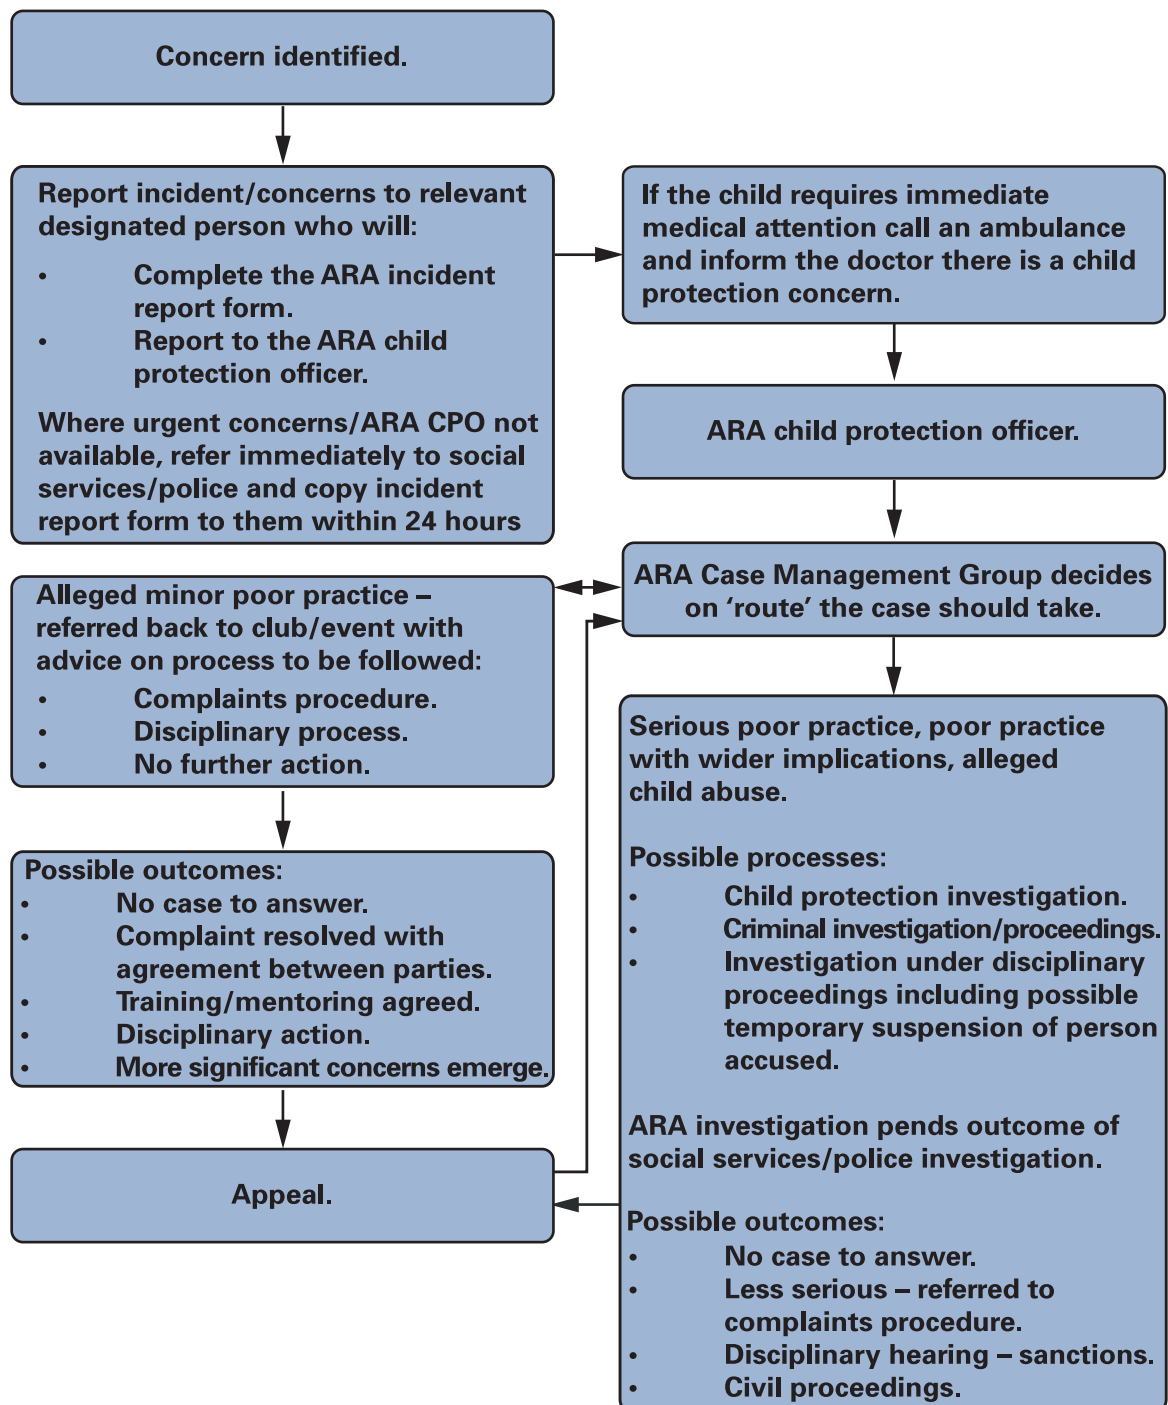 Concern identified.
Report incident/concerns to relevant
designated person who will:
• Complete the ARA incident
report form.
• Report to the ARA child
protection officer.
Where urgent concerns/ARA CPO not
available, refer immediately to social
services/police and copy incident
report form to them within 24 hours
If the child requires immediate
medical attention call an ambulance
and inform the doctor there is a child
protection concern.
ARA child protection officer.
ARA Case Management Group decides
on ‘route’ the case should take.
Alleged minor poor practice –
referred back to club/event with
advice on process to be followed:
• Complaints procedure.
• Disciplinary process.
• No further action.
Possible outcomes:
• No case to answer.
• Complaint resolved with
agreement between parties.
• Training/mentoring agreed.
• Disciplinary action.
• More significant concerns emerge.
Appeal.
Serious poor practice, poor practice
with wider implications, alleged
child abuse.
Possible processes:
• Child protection investigation.
• Criminal investigation/proceedings.
• Investigation under disciplinary
proceedings including possible
temporary suspension of person
accused.
ARA investigation pends outcome of
social services/police investigation.
Possible outcomes:
• No case to answer.
• Less serious – referred to
complaints procedure.
• Disciplinary hearing – sanctions.
• Civil proceedings.